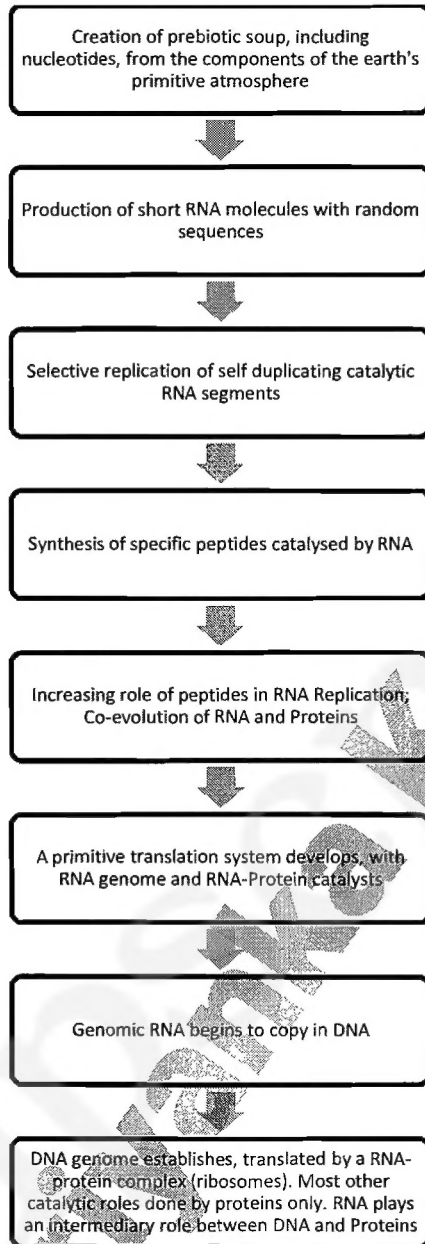 Creation of prebiotic soup, including
nucleotides, from the components of the earth's
primitive atmosphere
Production of short RNA molecules with random
sequences
Selective replication of self duplicating catalytic
RNA segments
Synthesis of specific peptides catalysed by RNA
Increasing role of peptides in RNA Replication;
Co-evolution of RNA and Proteins
A primitive translation system develops, with
RNA genome and RNA-Protein catalysts
Genomic RNA begins to copy in DNA
DNA genome establishes, translated by a RNA-
protein complex (ribosomes). Most other
catalytic roles done by proteins only. RNA plays
an intermediary role between DNA and Proteins